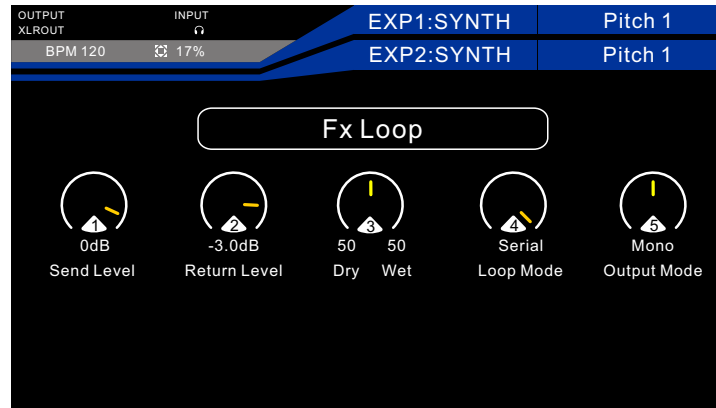 OUTPUT INPUT EXP1:SYNTH Pitch 1
XLROUT
BPM 120 17% EXP2:SYNTH Pitch 1
Fx Loop
1 2 3 4 5
0dB -3.0dB 50 50 Serial Mono
Send Level Return Level Dry Wet Loop Mode Output Mode